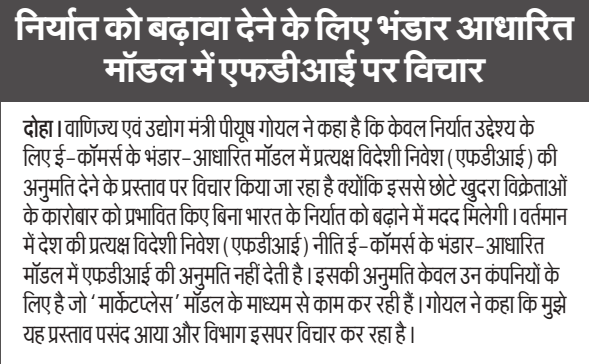 निर्यात को बढ़ावा देने के लिए भंडार आधारित
मॉडल में एफडीआई पर विचार
दोहा। वाणिज्य एवं उद्योग मंत्री पीयूष गोयल ने कहा है कि केवल निर्यात उद्देश्य के
लिए ई-कॉमर्स के भंडार-आधारित मॉडल में प्रत्यक्ष विदेशी निवेश (एफडीआई) की
अनुमति देने के प्रस्ताव पर विचार किया जा रहा है क्योंकि इससे छोटे खुदरा विक्रेताओं
के कारोबार को प्रभावित किए बिना भारत के निर्यात को बढ़ाने में मदद मिलेगी। वर्तमान
में देश की प्रत्यक्ष विदेशी निवेश (एफडीआई) नीति ई-कॉमर्स के भंडार-आधारित
मॉडल में एफडीआई की अनुमति नहीं देती है। इसकी अनुमति केवल उन कंपनियों के
लिए है जो 'मार्केटप्लेस' मॉडल के माध्यम से काम कर रही हैं। गोयल ने कहा कि मुझे
यह प्रस्ताव पसंद आया और विभाग इसपर विचार कर रहा है।